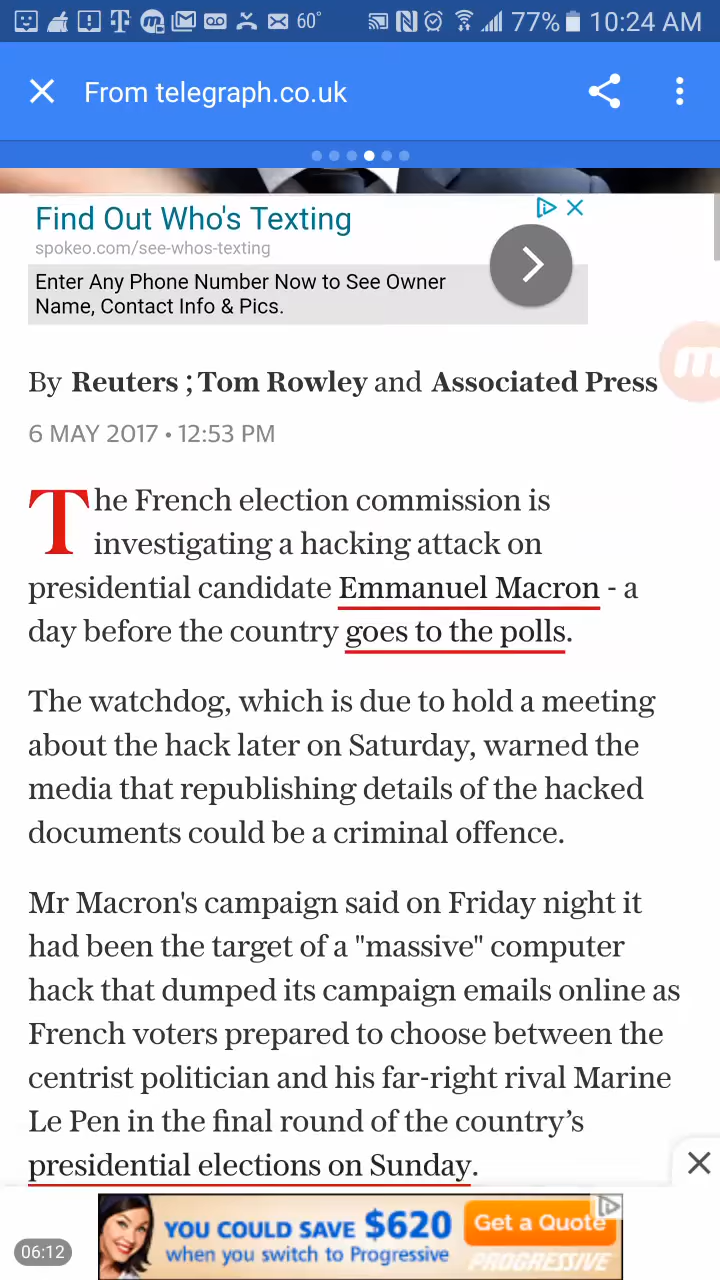 60°
77%
10:24 AM
From telegraph.co.uk
Find Out Who's Texting
spokeo.com/see-whos-texting
Enter Any Phone Number Now to See Owner
Name, Contact Info & Pics.
By Reuters ; Tom Rowley and Associated Press
6 MAY 2017 • 12:53 PM
The French election commission is
investigating a hacking attack on
presidential candidate Emmanuel Macron - a
day before the country goes to the polls.
The watchdog, which is due to hold a meeting
about the hack later on Saturday, warned the
media that republishing details of the hacked
documents could be a criminal offence.
Mr Macron's campaign said on Friday night it
had been the target of a "massive" computer
hack that dumped its campaign emails online as
French voters prepared to choose between the
centrist politician and his far-right rival Marine
Le Pen in the final round of the country’s
presidential elections on Sunday.
YOU COULD SAVE $620
when you switch to Progressive
Get a Quote
PROGRESSIVE
06:12